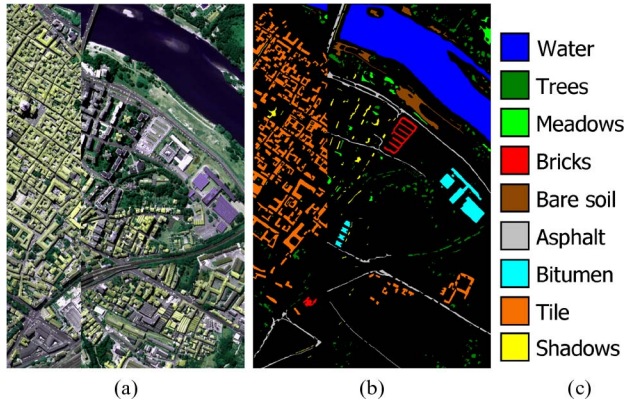 Water
Trees
Meadows
Bricks
Bare soil
Asphalt
Bitumen
Tile
Shadows
(a)
(b)
(c)